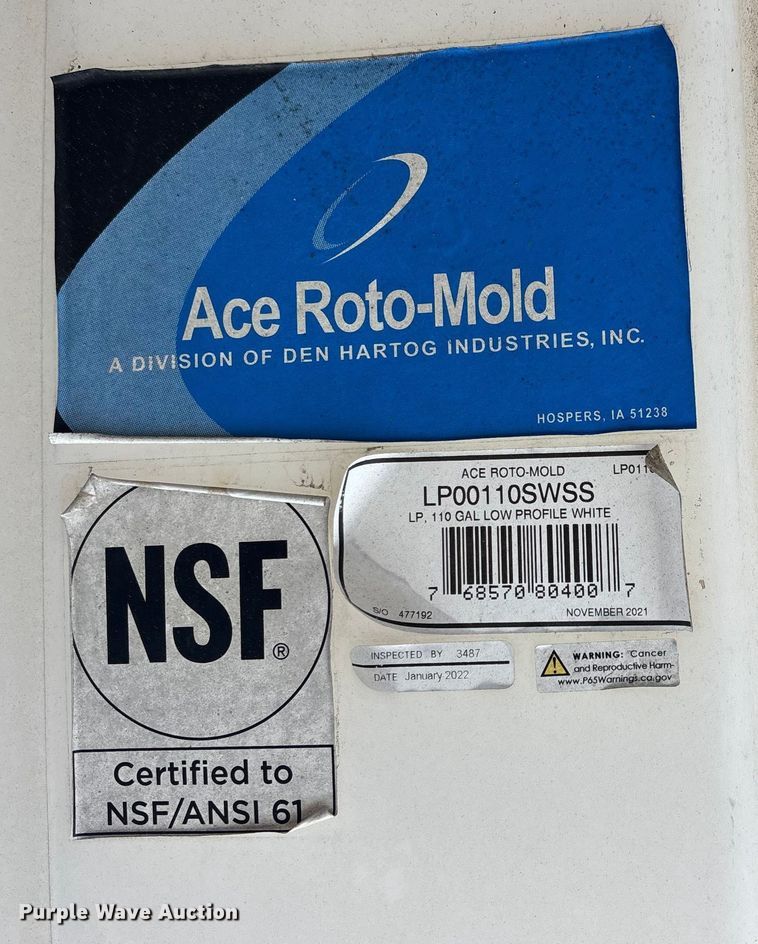 Ace Roto-Mold
A DIVISION OF DEN HARTOG INDUSTRIES, INC.
HOSPERS, IA 51238
ACE ROTO-MOLD
LP00110SWSS
LP, 110 GAL LOW PROFILE WHITE
7 68570 80400 7
S/O 477192 NOVEMBER 2021
NSF®
Certified to
NSF/ANSI 61
INSPECTED BY 3487
DATE January 2022
WARNING: Cancer
and Reproductive Harm-
www.P65Warnings.ca.gov
Purple Wave Auction